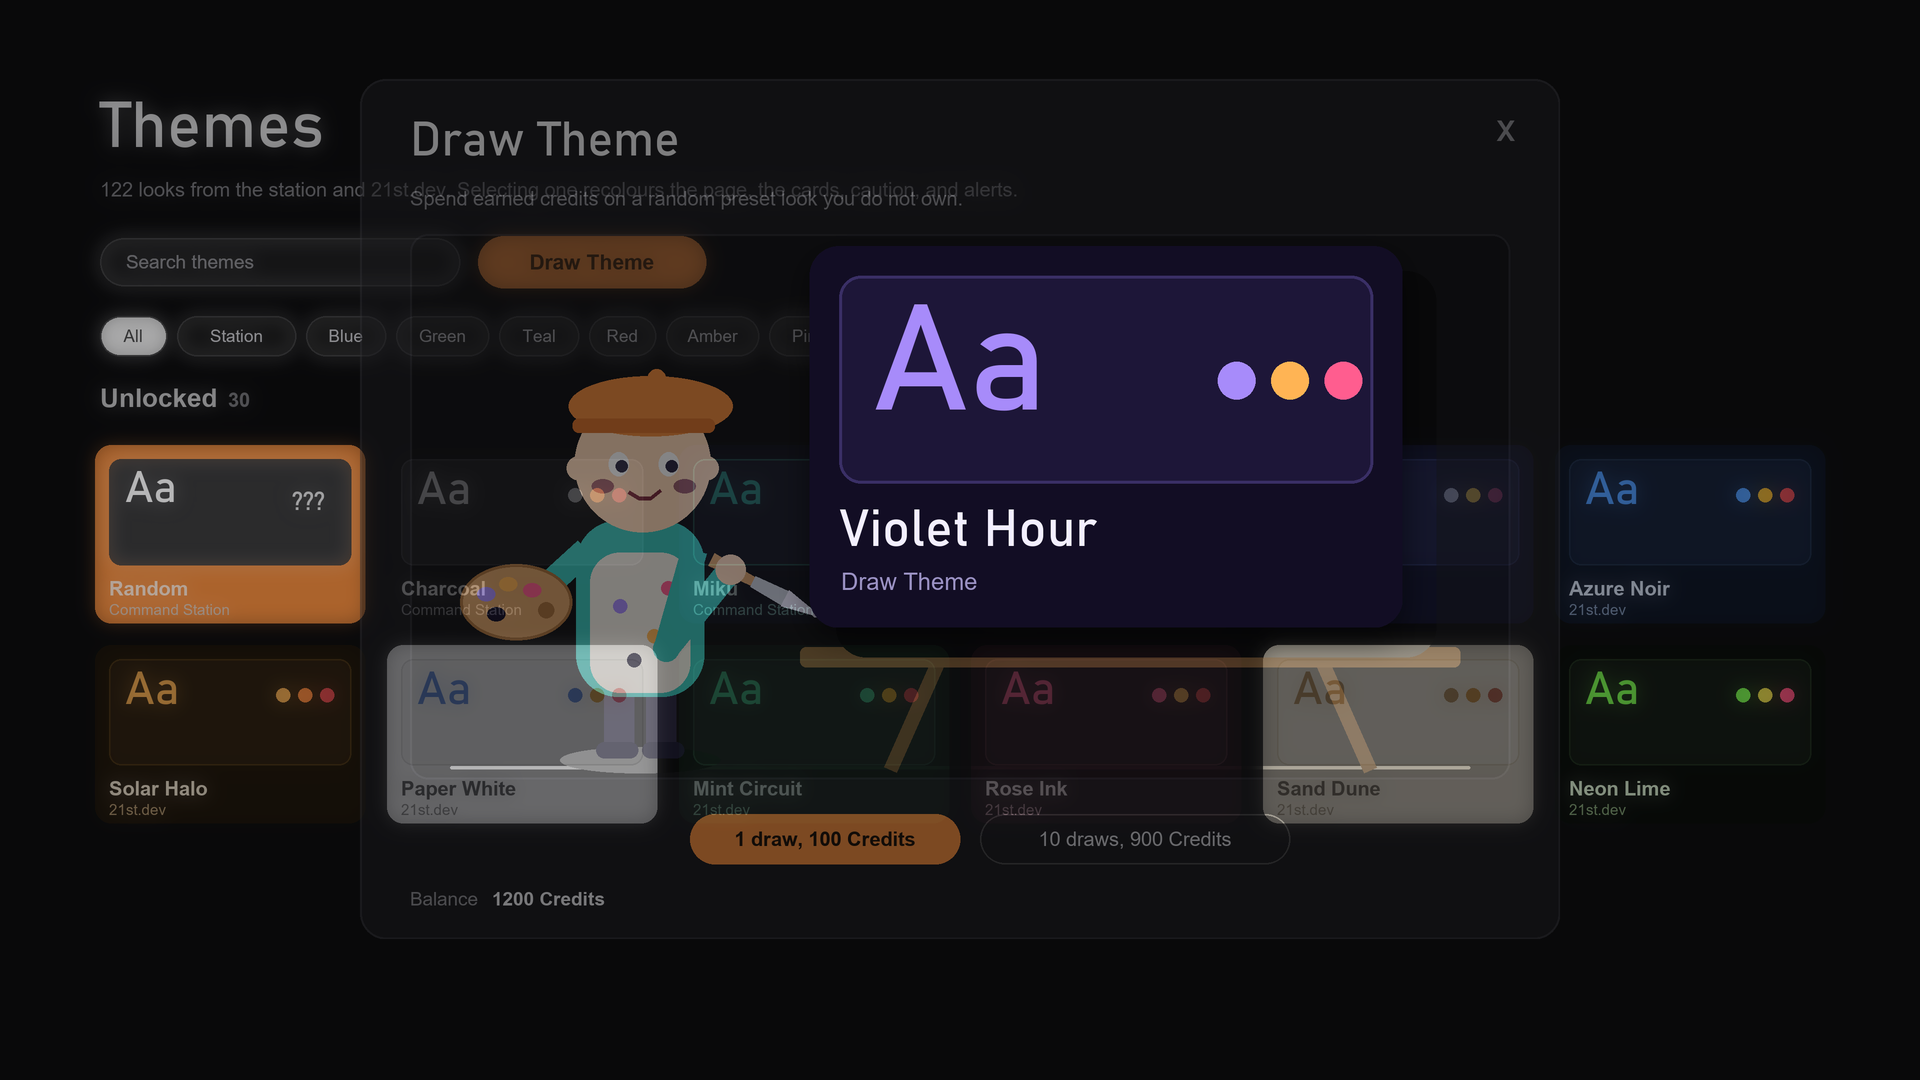 Themes
Draw Theme
X
122 looks from the station and 21st.dev. Selecting one recolours the page, the cards, caution, and alerts.
Spend earned credits on a random preset look you do not own.
Search themes
Draw Theme
All
Station
Blue
Green
Teal
Red
Amber
Aa
Unlocked 30
Violet Hour
Draw Theme
Aa
???
Random
Command Station
Aa
Charcoal
Command Station
Aa
Miku
Command Station
Aa
Azure Noir
21st.dev
Aa
Solar Halo
21st.dev
Aa
Paper White
21st.dev
Aa
Mint Circuit
21st.dev
Aa
Rose Ink
21st.dev
Aa
Sand Dune
21st.dev
Aa
Neon Lime
21st.dev
1 draw, 100 Credits
10 draws, 900 Credits
Balance 1200 Credits